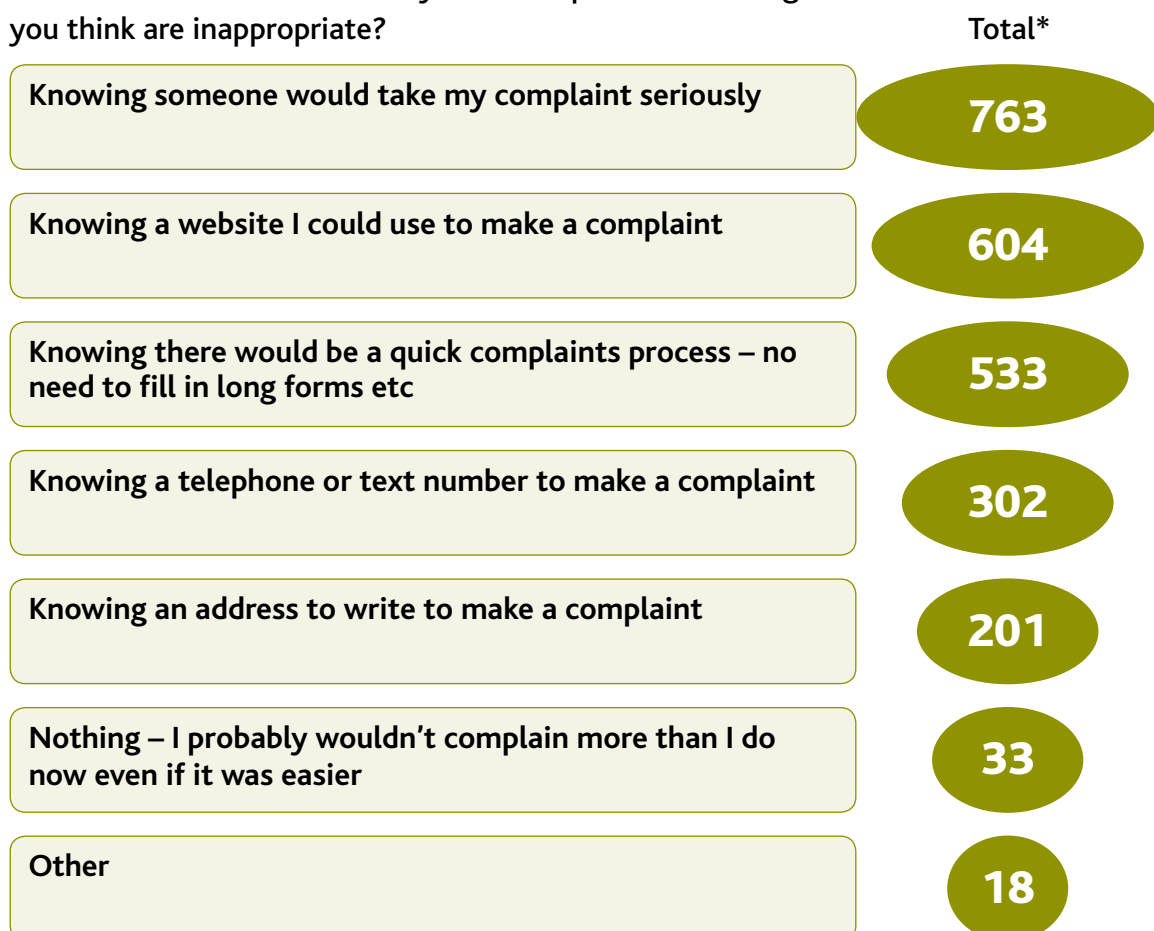 you think are inappropriate?
Total*
Knowing someone would take my complaint seriously
763
Knowing a website I could use to make a complaint
604
Knowing there would be a quick complaints process – no
need to fill in long forms etc
533
Knowing a telephone or text number to make a complaint
302
Knowing an address to write to make a complaint
201
Nothing – I probably wouldn’t complain more than I do
now even if it was easier
33
Other
18